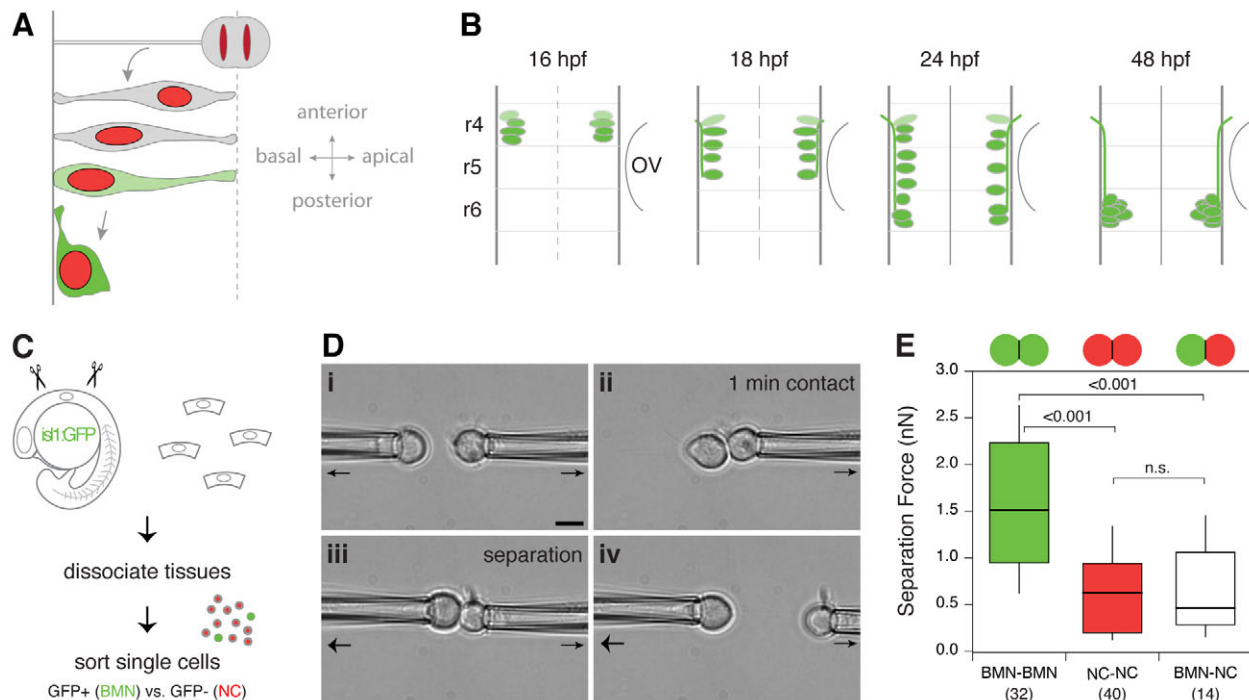 A
anterior
basal
apical
posterior
B
16 hpf
18 hpf
24 hpf
48 hpf
r4
r5
r6
OV
C
isl1:GFP
dissociate tissues
sort single cells
GFP+ (BMN) vs. GFP- (NC)
D
i
ii
1 min contact
iii
separation
iv
E
Separation Force (nN)
3.0
2.5
2.0
1.5
1.0
0.5
0.0
<0.001
<0.001
n.s.
BMN-BMN
(32)
NC-NC
(40)
BMN-NC
(14)